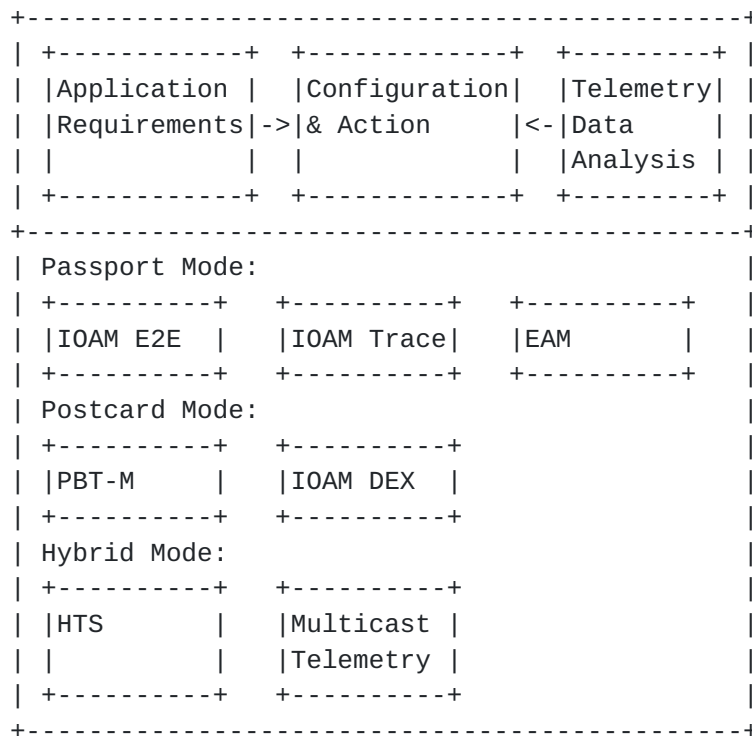 +-----------------------------------------------+
| +------------+  +-------------+  +---------+ |
| |Application |  |Configuration|  |Telemetry| |
| |Requirements|->|& Action     |<-|Data     | |
| |            |  |             |  |Analysis | |
| +------------+  +-------------+  +---------+ |
+-----------------------------------------------+
| Passport Mode:                               |
| +----------+   +----------+   +----------+   |
| |IOAM E2E  |   |IOAM Trace|   |EAM       |   |
| +----------+   +----------+   +----------+   |
| Postcard Mode:                               |
| +----------+   +----------+                  |
| |PBT-M     |   |IOAM DEX  |                  |
| +----------+   +----------+                  |
| Hybrid Mode:                                 |
| +----------+   +----------+                  |
| |HTS       |   |Multicast |                  |
| |          |   |Telemetry |                  |
| +----------+   +----------+                  |
+-----------------------------------------------+